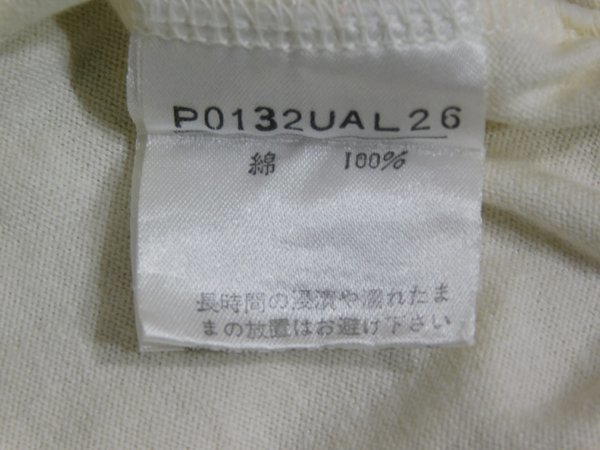 P0132UAL26
綿 100%
長時間の浸漬や濡れたま
まの放置はお避け下さい